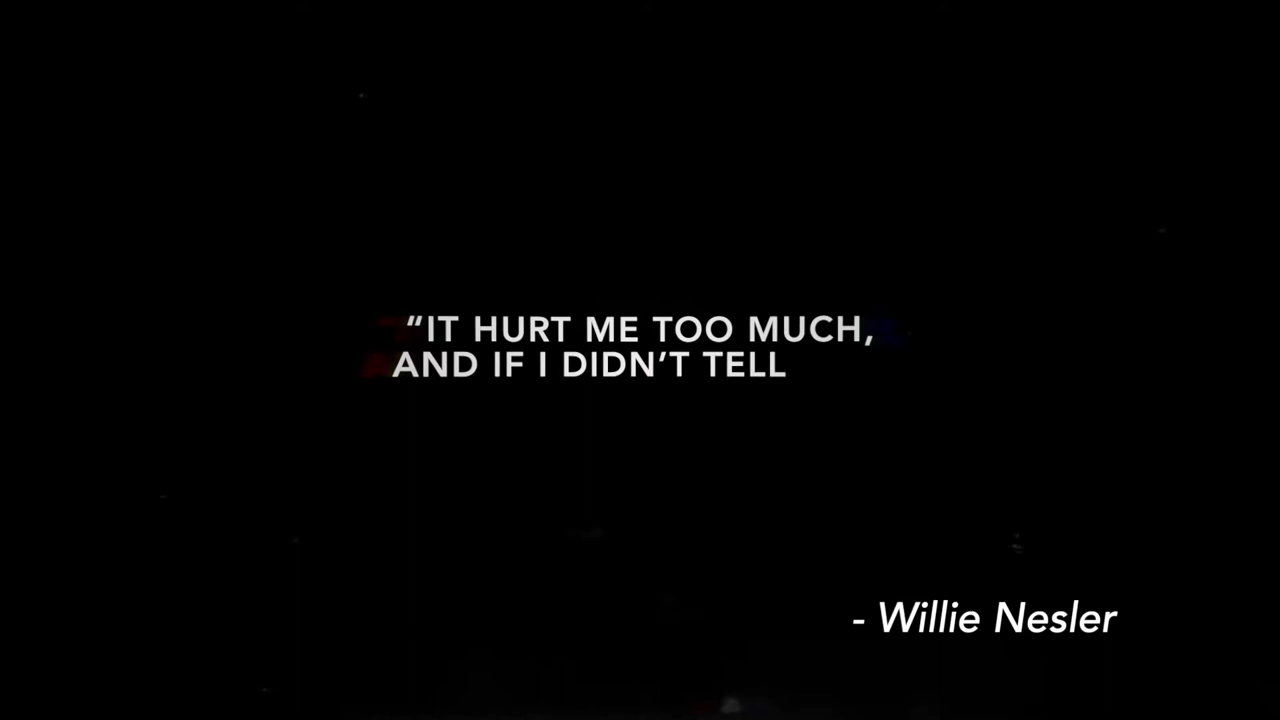 “IT HURT ME TOO MUCH,
AND IF I DIDN’T TELL
- Willie Nesler